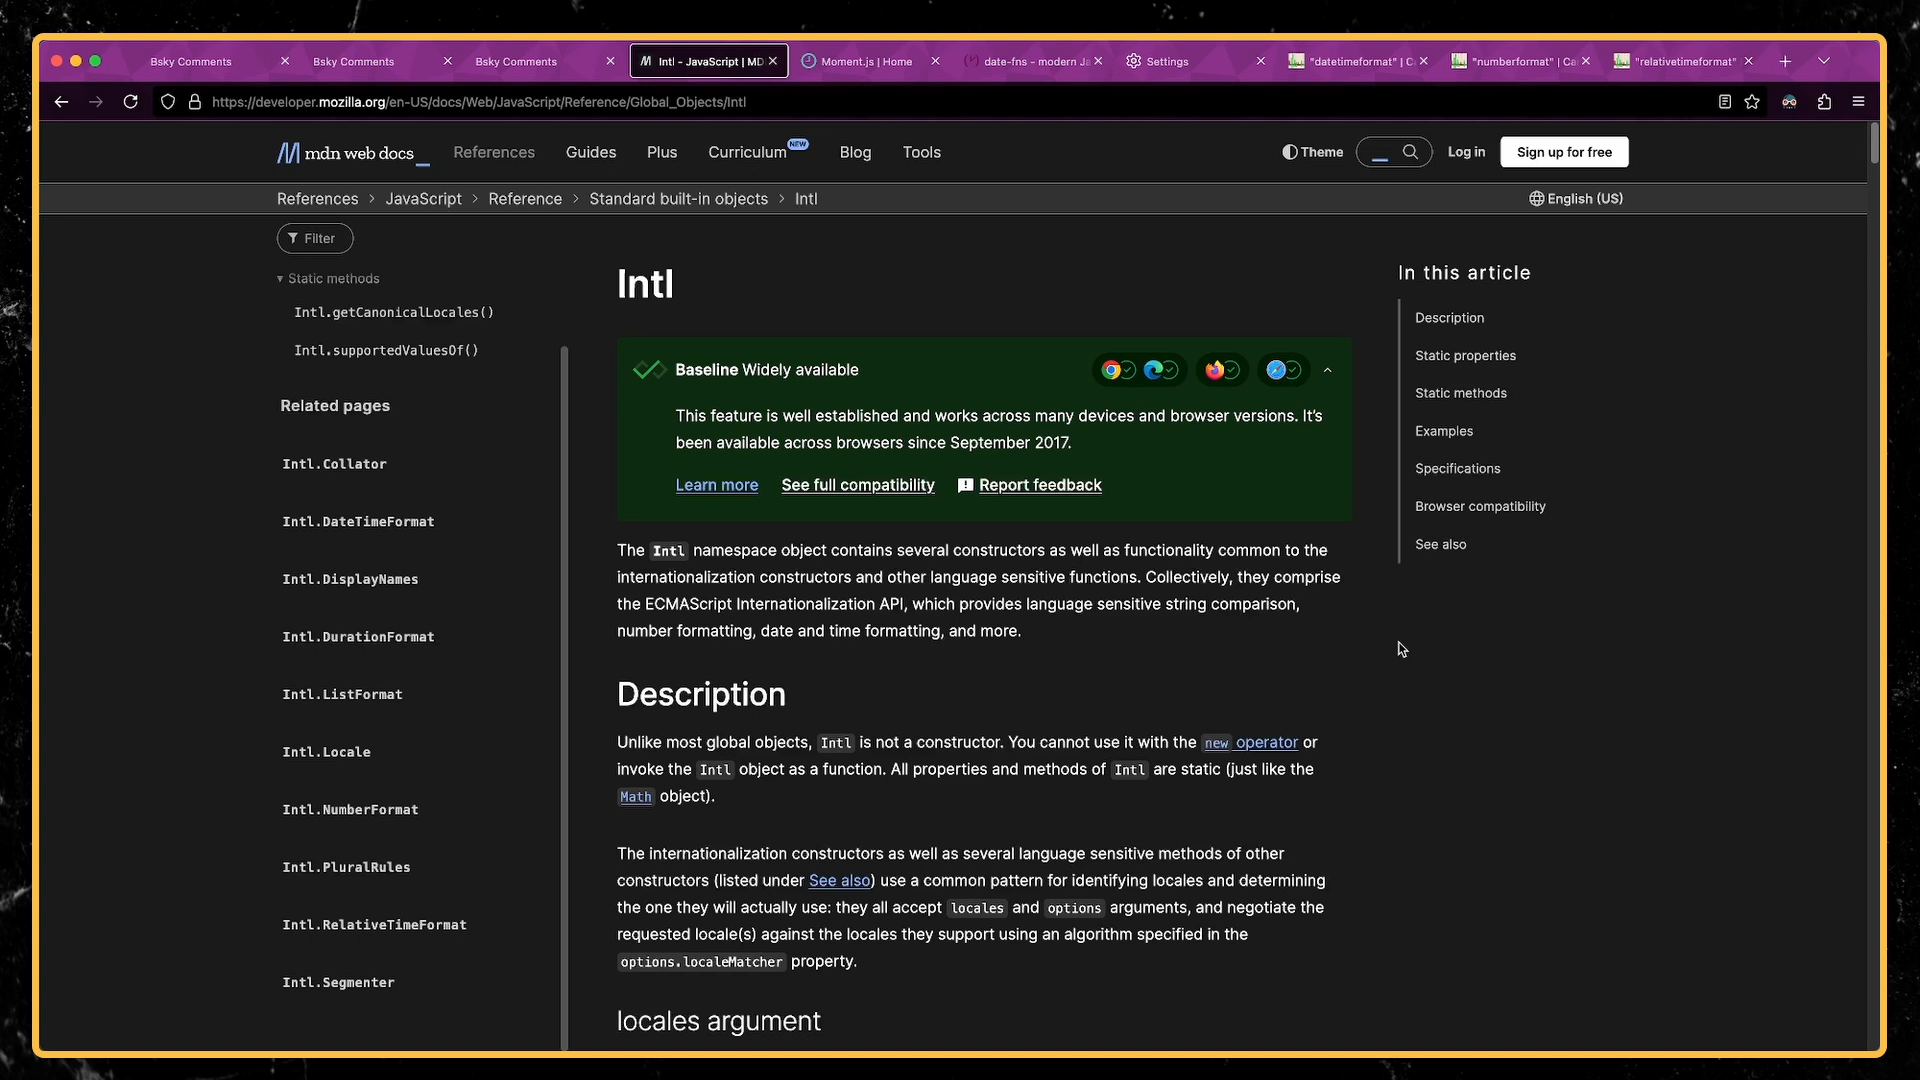 Bsky Comments
Bsky Comments
Bsky Comments
Intl - JavaScript | MD
Moment.js | Home
date-fns - modern Ja
Settings
"datetimeformat" | C
"numberformat" | Ca
"relativetimeformat"
https://developer.mozilla.org/en-US/docs/Web/JavaScript/Reference/Global_Objects/Intl
mdn web docs_
References
Guides
Plus
Curriculum NEW
Blog
Tools
Theme
Log in
Sign up for free
References > JavaScript > Reference > Standard built-in objects > Intl
English (US)
Filter
Static methods
Intl.getCanonicalLocales()
Intl.supportedValuesOf()
Related pages
Intl.Collator
Intl.DateTimeFormat
Intl.DisplayNames
Intl.DurationFormat
Intl.ListFormat
Intl.Locale
Intl.NumberFormat
Intl.PluralRules
Intl.RelativeTimeFormat
Intl.Segmenter
Intl
Baseline Widely available
This feature is well established and works across many devices and browser versions. It's
been available across browsers since September 2017.
Learn more
See full compatibility
Report feedback
The Intl namespace object contains several constructors as well as functionality common to the
internationalization constructors and other language sensitive functions. Collectively, they comprise
the ECMAScript Internationalization API, which provides language sensitive string comparison,
number formatting, date and time formatting, and more.
Description
Unlike most global objects, Intl is not a constructor. You cannot use it with the new operator or
invoke the Intl object as a function. All properties and methods of Intl are static (just like the
Math object).
The internationalization constructors as well as several language sensitive methods of other
constructors (listed under See also) use a common pattern for identifying locales and determining
the one they will actually use: they all accept locales and options arguments, and negotiate the
requested locale(s) against the locales they support using an algorithm specified in the
options.localeMatcher property.
locales argument
In this article
Description
Static properties
Static methods
Examples
Specifications
Browser compatibility
See also